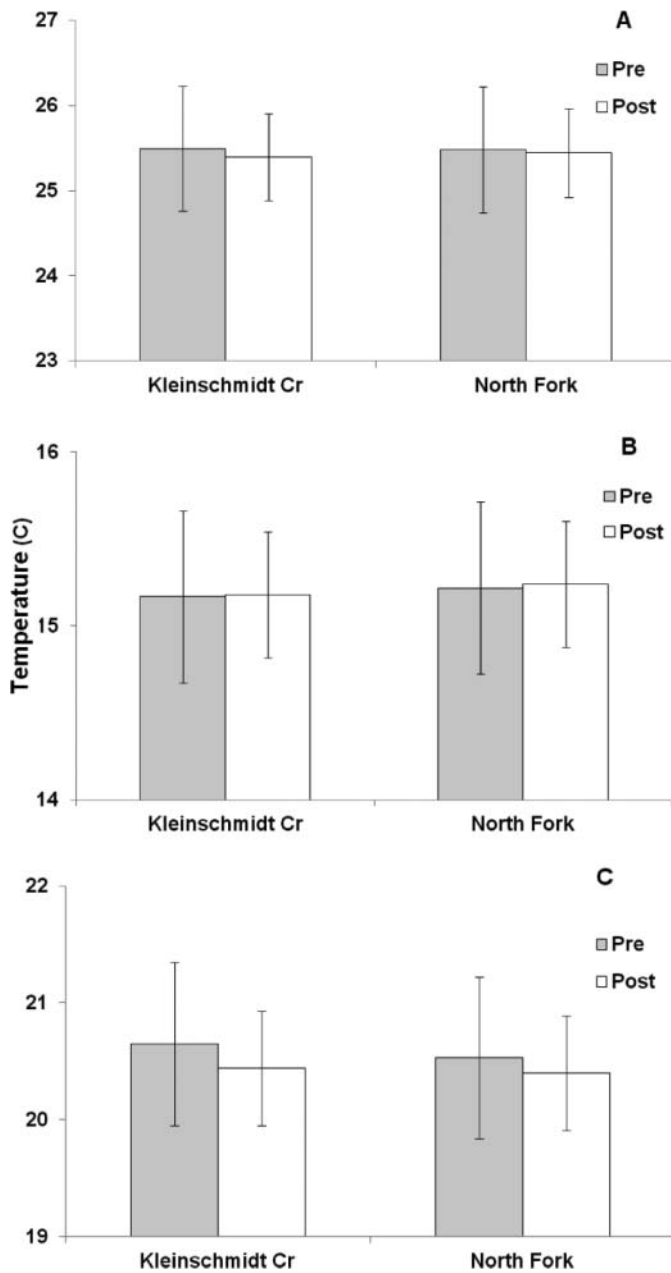 A
27
26
25
24
23
Pre
Post
Kleinschmidt Cr North Fork
B
16
15
14
Pre
Post
Temperature (C)
Kleinschmidt Cr North Fork
C
22
21
20
19
Pre
Post
Kleinschmidt Cr North Fork